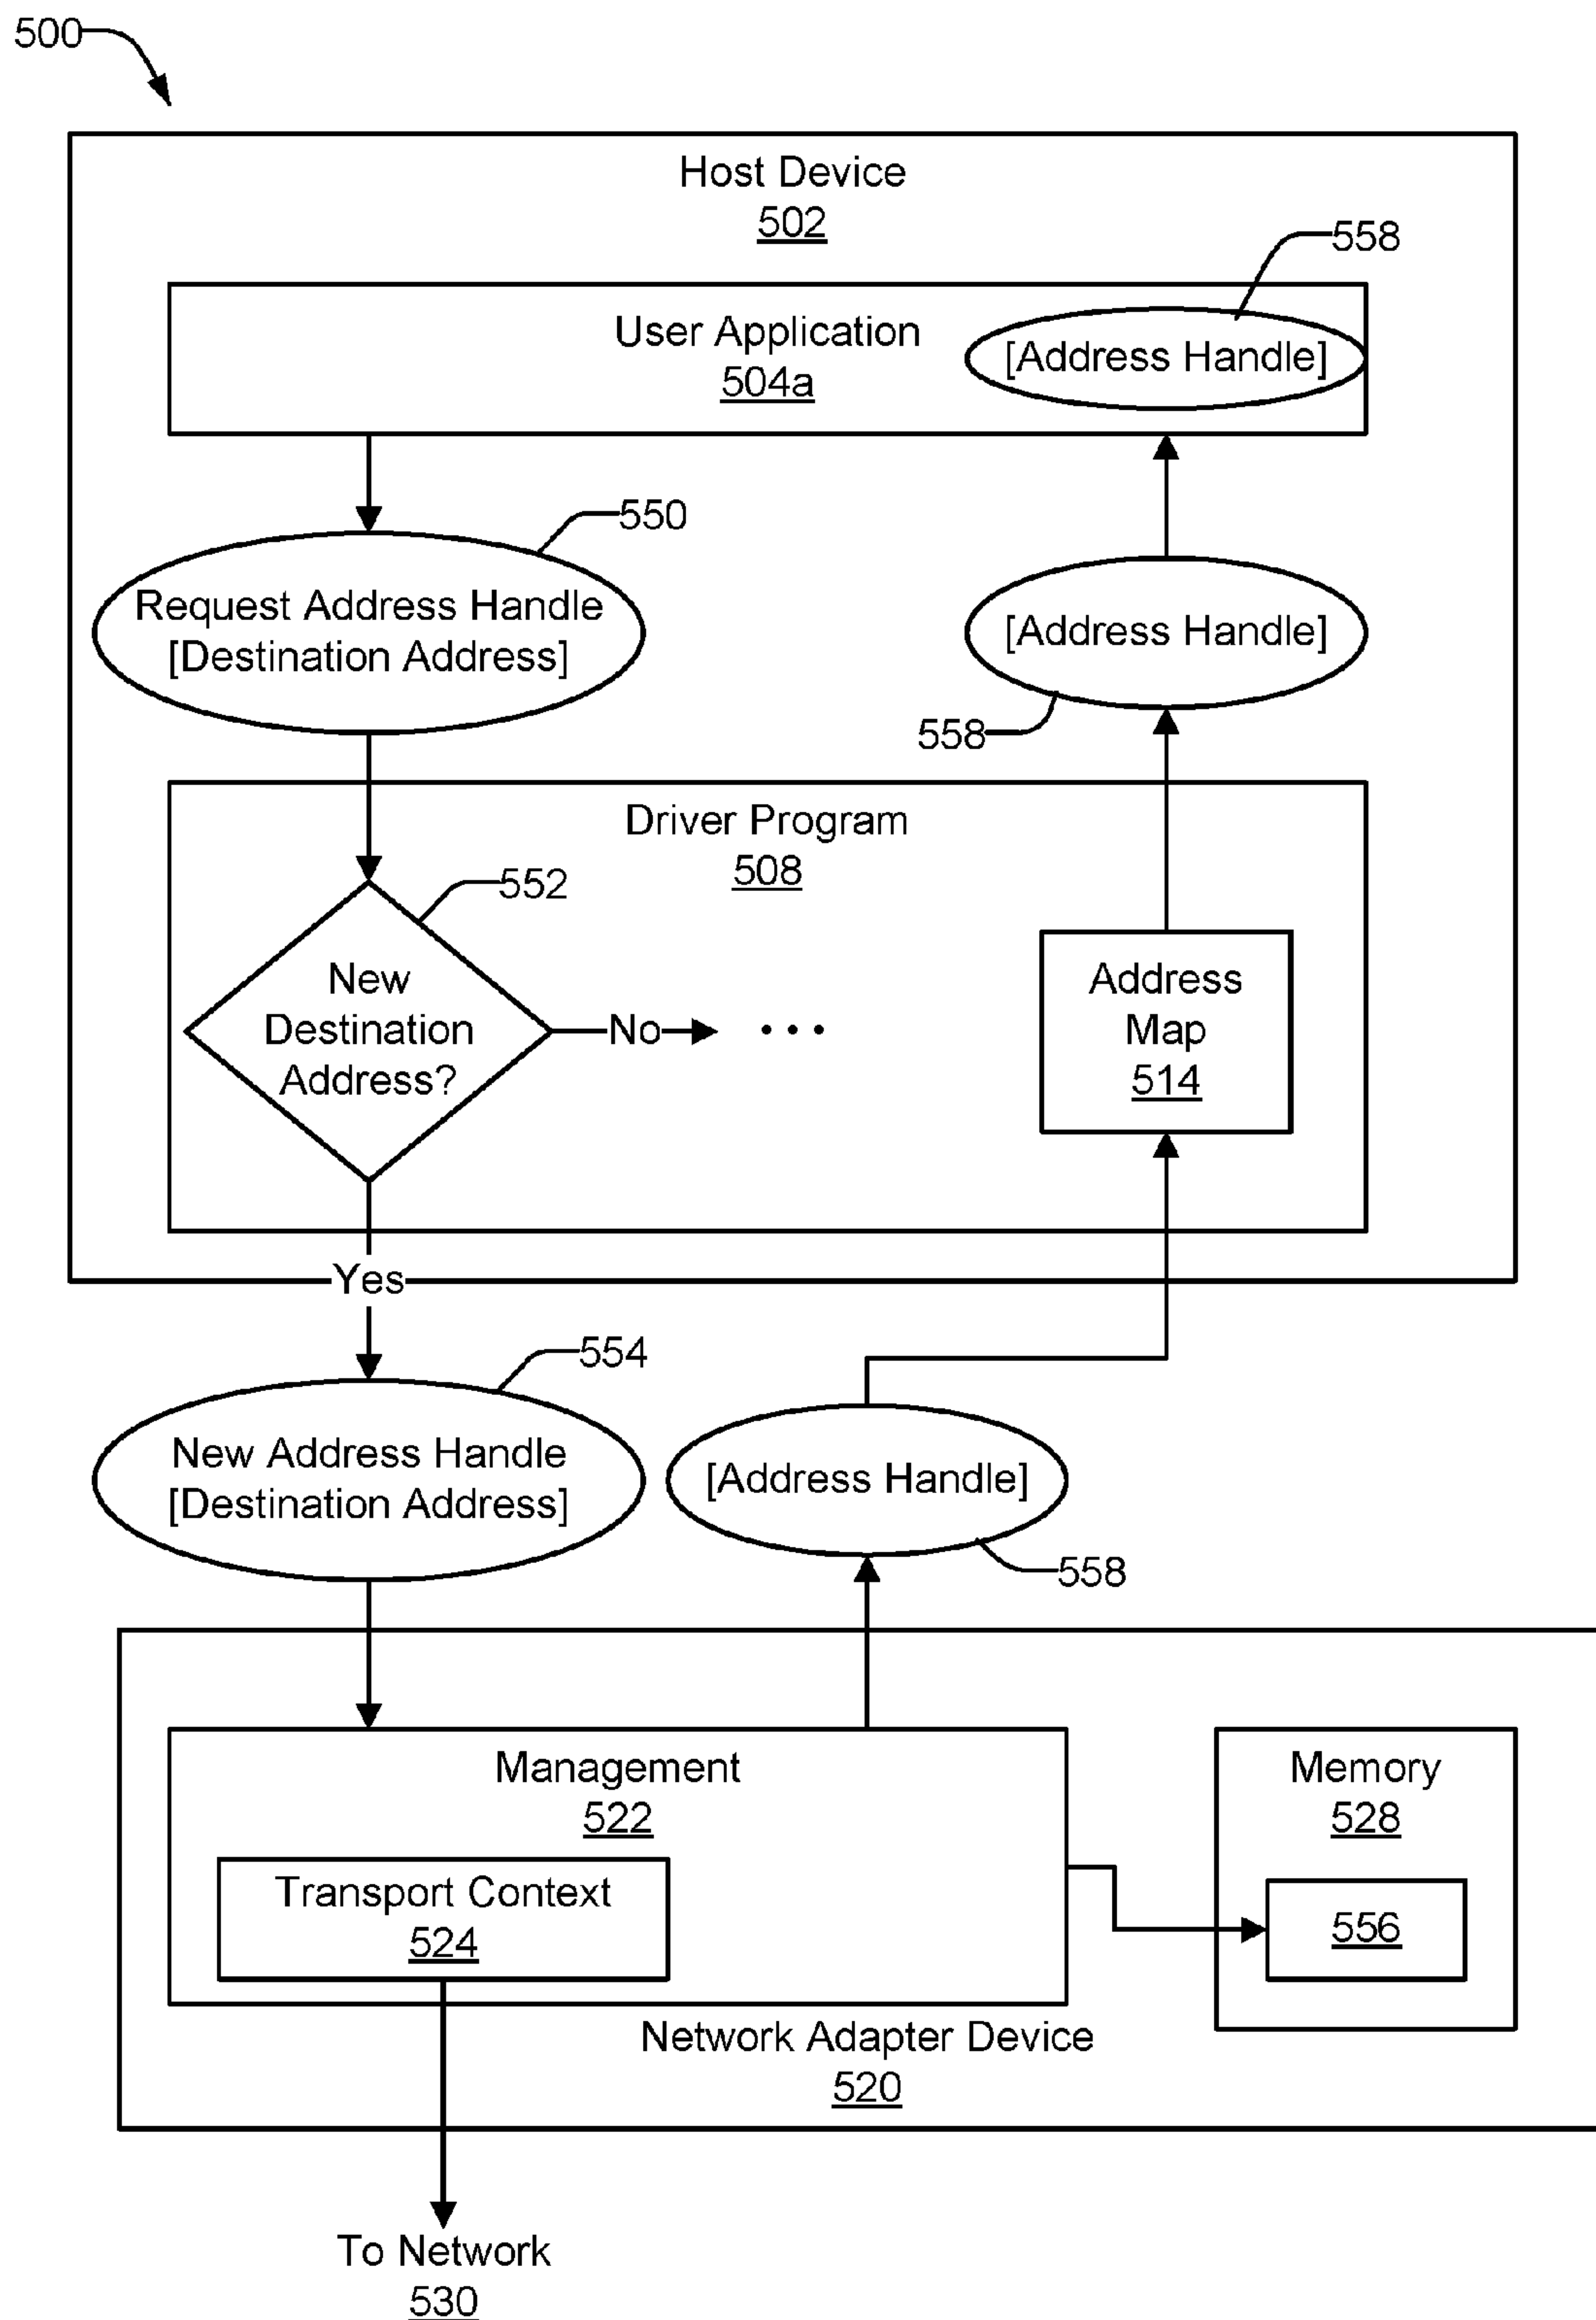 500
Host Device
502
558
User Application
504a
[Address Handle]
550
Request Address Handle
[Destination Address]
[Address Handle]
558
Driver Program
508
552
New
Destination
Address?
No
• • •
Address
Map
514
Yes
554
New Address Handle
[Destination Address]
[Address Handle]
558
Management
522
Transport Context
524
Memory
528
556
Network Adapter Device
520
To Network
530